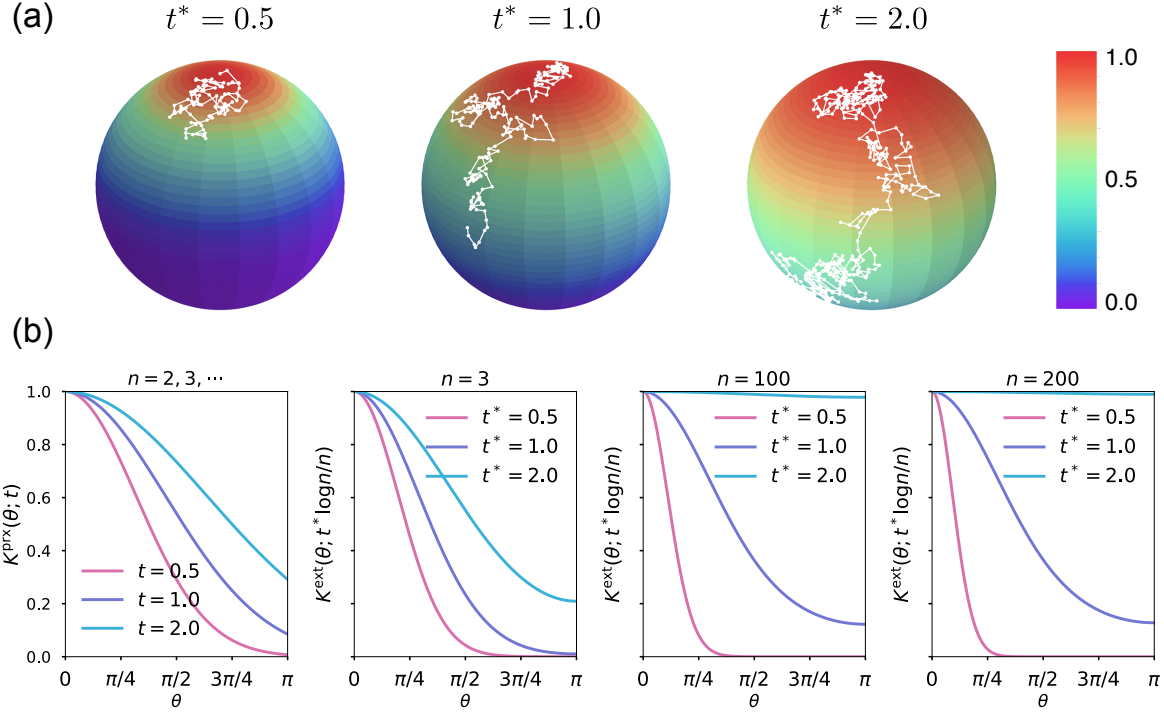 (a)
t* = 0.5
t* = 1.0
t* = 2.0
1.0
0.5
0.0
(b)
n = 2, 3, ⋯
K^prx(θ; t)
1.0
0.8
0.6
0.4
0.2
0.0
t = 0.5
t = 1.0
t = 2.0
0 π/4 π/2 3π/4 π
θ
n = 3
K^ext(θ; t* logn/n)
t* = 0.5
t* = 1.0
t* = 2.0
0 π/4 π/2 3π/4 π
θ
n = 100
K^ext(θ; t* logn/n)
t* = 0.5
t* = 1.0
t* = 2.0
0 π/4 π/2 3π/4 π
θ
n = 200
K^ext(θ; t* logn/n)
t* = 0.5
t* = 1.0
t* = 2.0
0 π/4 π/2 3π/4 π
θ